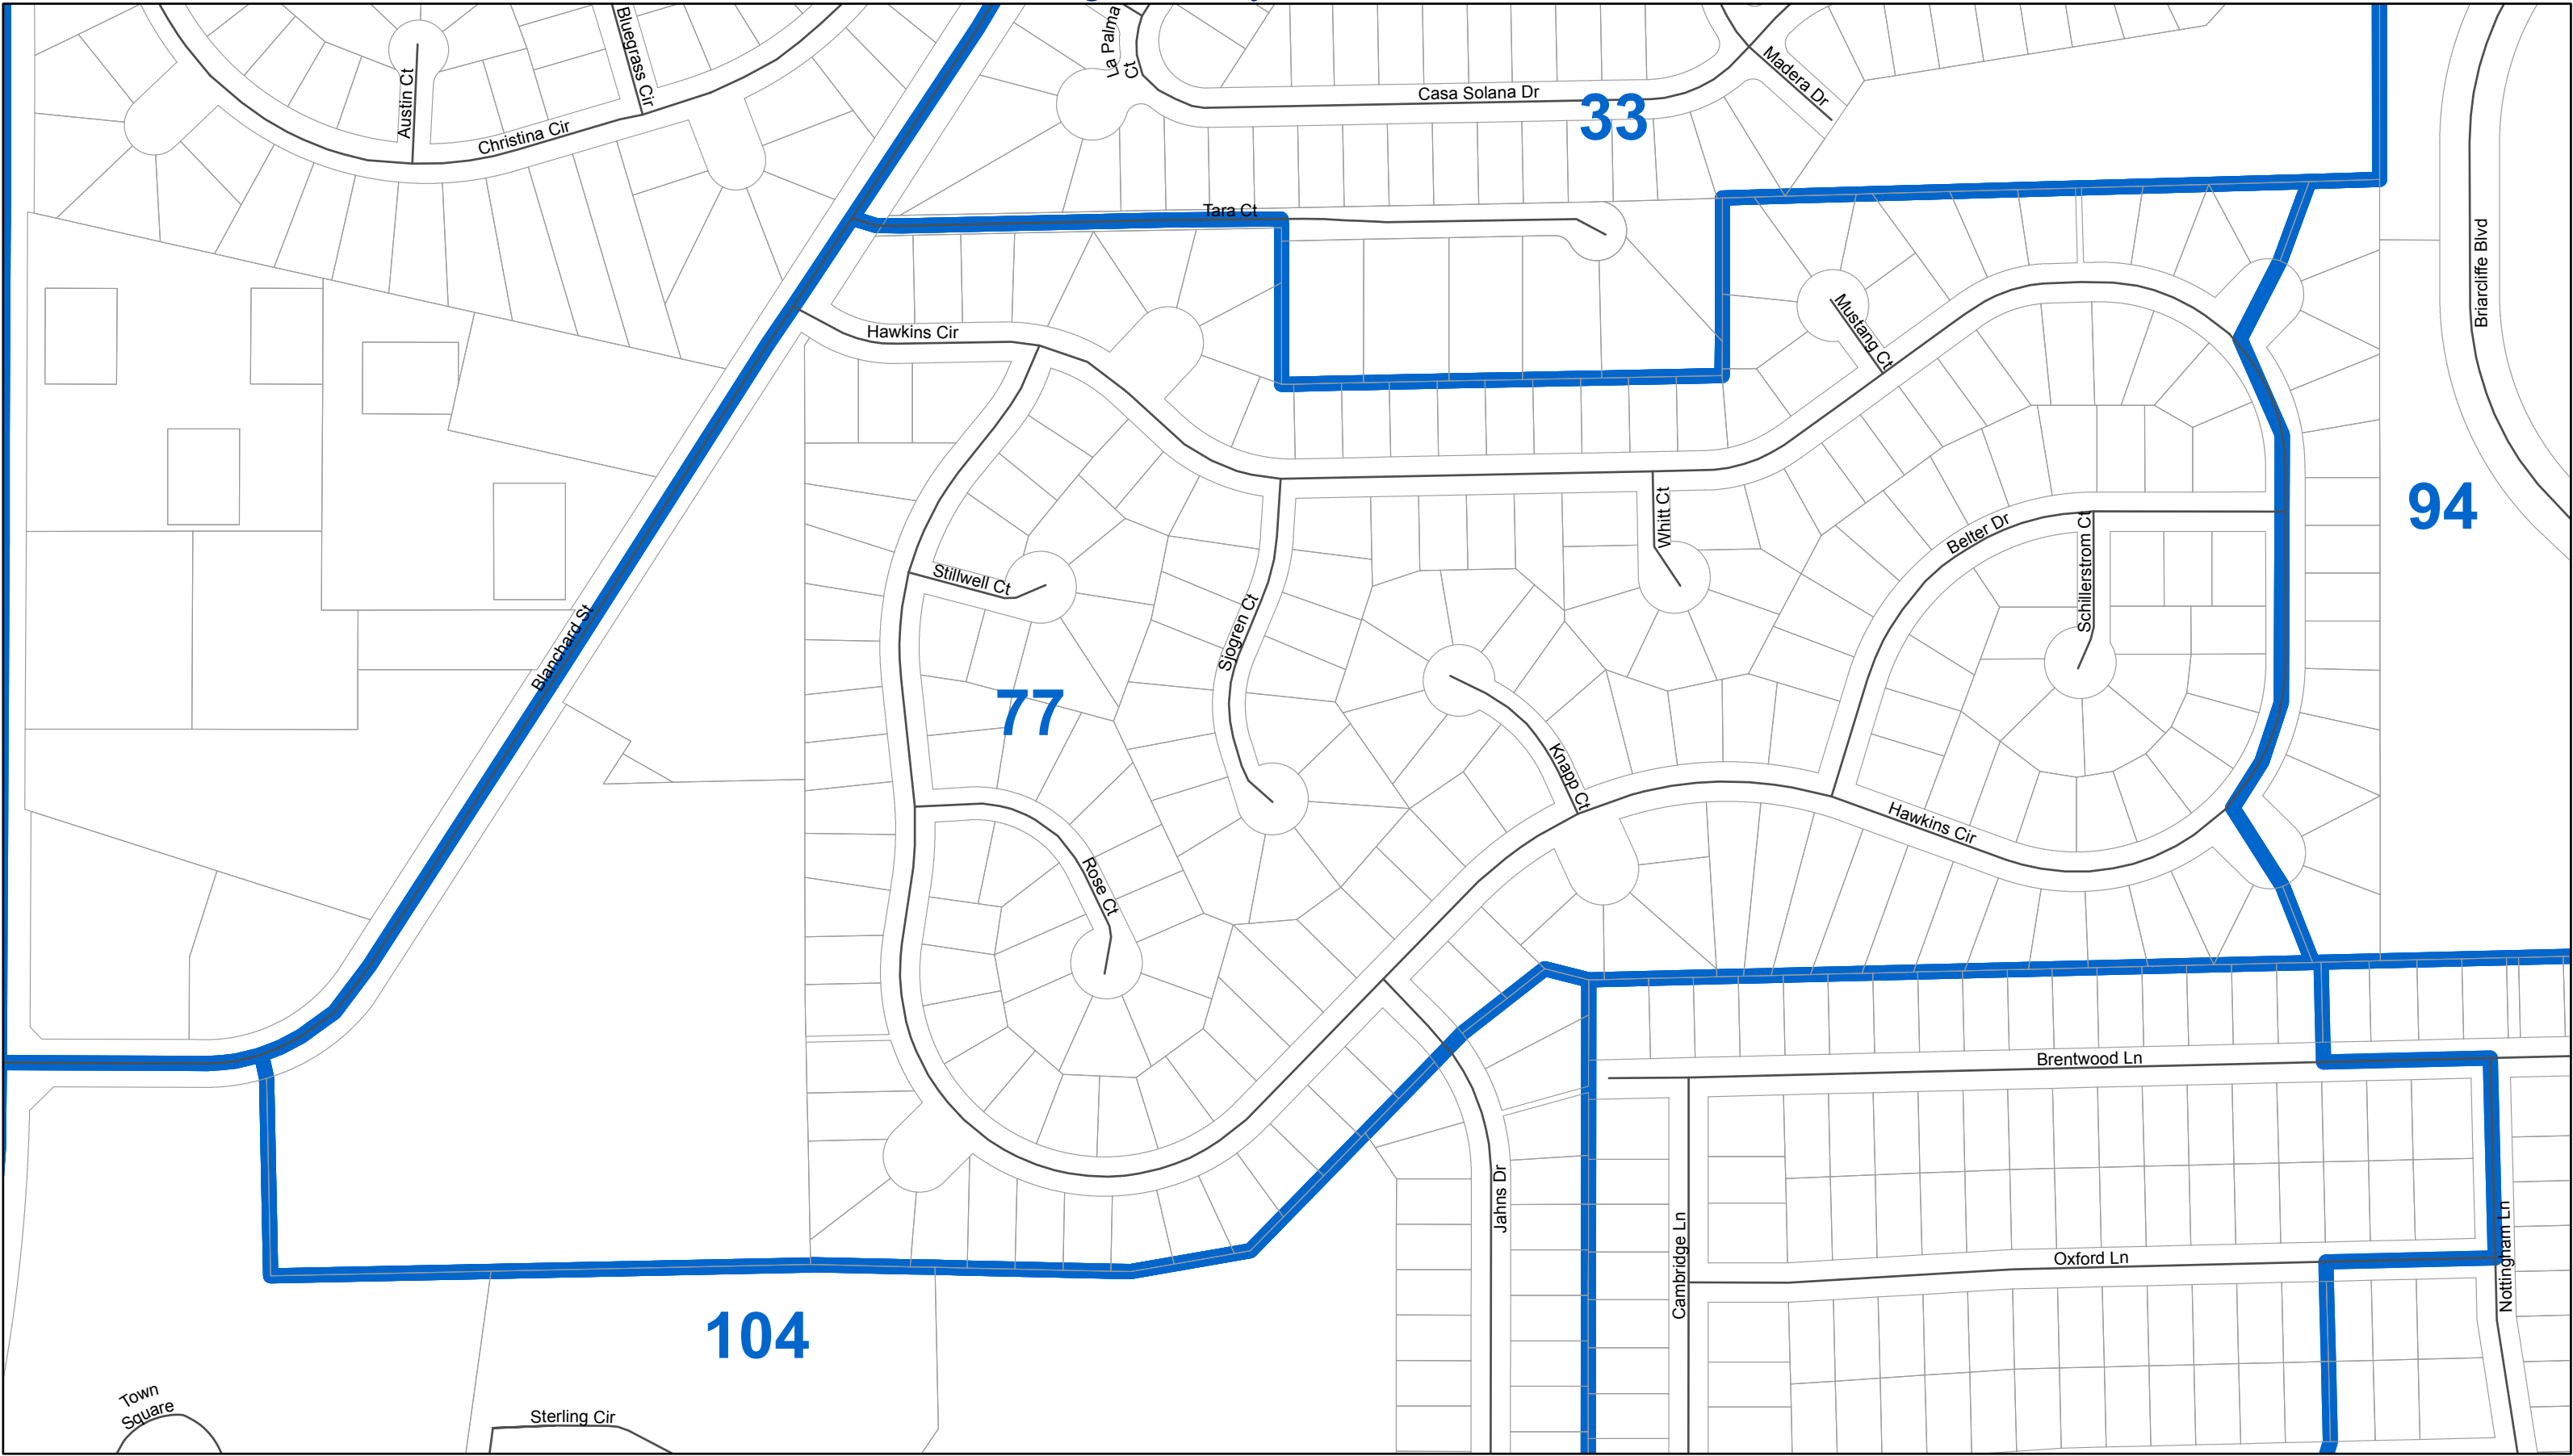 La Palma
Ct
Bluegrass Cir
Austin Ct
Christina Cir
Madera Dr
Casa Solana Dr
33
Tara Ct
Briarcliffe Blvd
Hawkins Cir
Mustang Ct
94
Whitt Ct
Belter Dr
Schillerstrom Ct
Stillwell Ct
Sjogren Ct
Blanchard St
77
Knapp Ct
Hawkins Cir
Rose Ct
Brentwood Ln
Jahns Dr
Cambridge Ln
Oxford Ln
Nottingham Ln
104
Town
Square
Sterling Cir